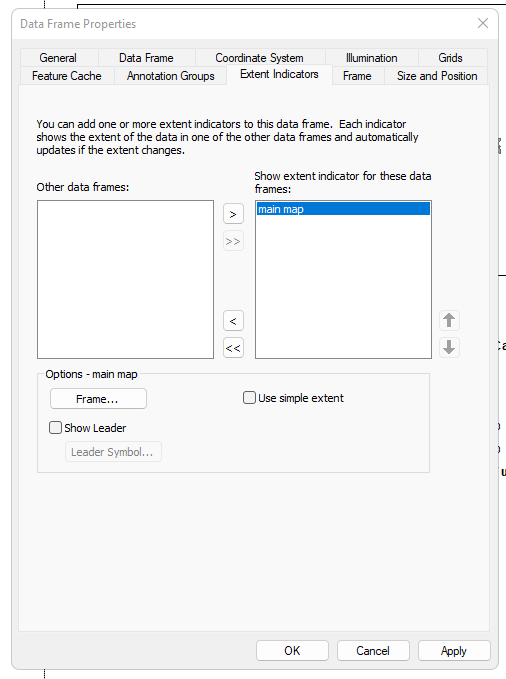 Data Frame Properties
General Data Frame Coordinate System Illumination Grids
Feature Cache Annotation Groups Extent Indicators Frame Size and Position
You can add one or more extent indicators to this data frame. Each indicator
shows the extent of the data in one of the other data frames and automatically
updates if the extent changes.
Other data frames:
Show extent indicator for these data
frames:
main map
>
>>
<
<<
Options - main map
Frame...
Use simple extent
Show Leader
Leader Symbol...
OK Cancel Apply